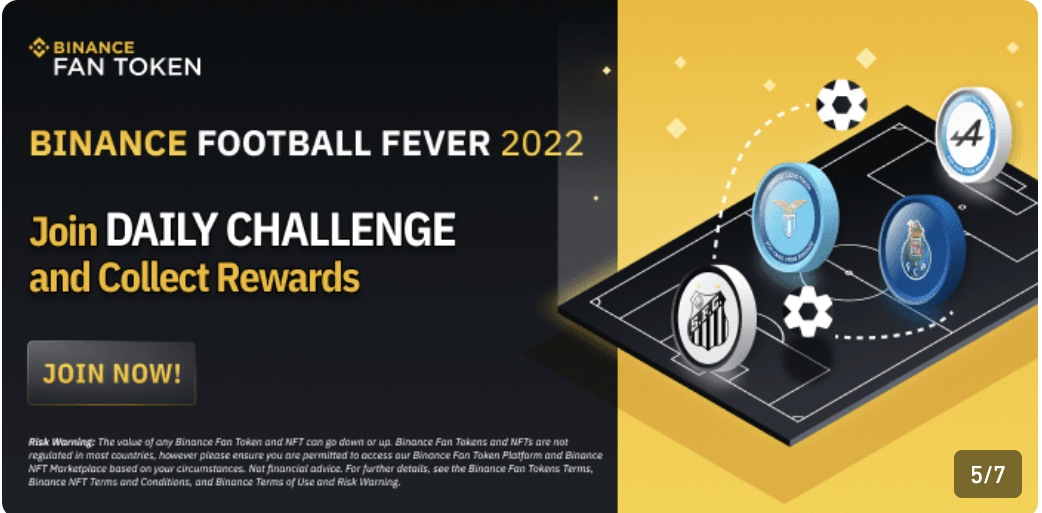 BINANCE
FAN TOKEN
BINANCE FOOTBALL FEVER 2022
Join DAILY CHALLENGE
and Collect Rewards
JOIN NOW!
Risk Warning: The value of any Binance Fan Token and NFT can go down or up. Binance Fan Tokens and NFTs are not
regulated in most countries, however please ensure you are permitted to access our Binance Fan Token Platform and Binance
NFT Marketplace based on your circumstances. Not financial advice. For further details, see the Binance Fan Tokens Terms,
Binance NFT Terms and Conditions, and Binance Terms of Use and Risk Warning.
5/7